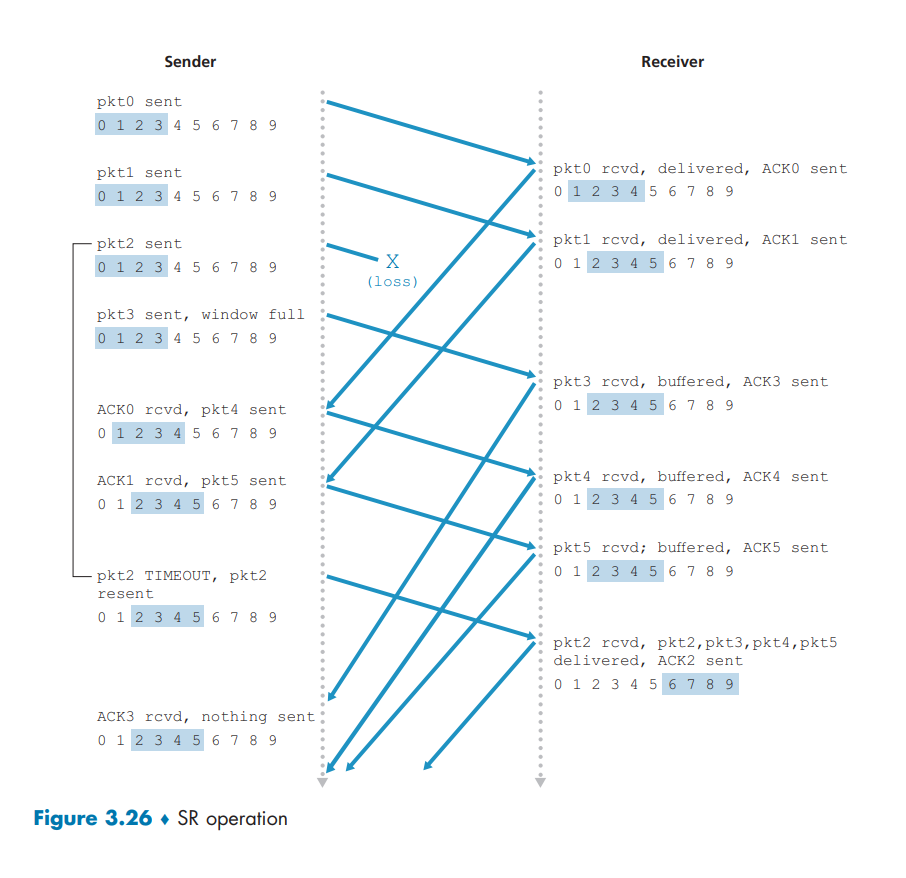 Sender
pkt0 sent
0 1 2 3 4 5 6 7 8 9
pkt1 sent
0 1 2 3 4 5 6 7 8 9
pkt2 sent
0 1 2 3 4 5 6 7 8 9
pkt3 sent, window full
0 1 2 3 4 5 6 7 8 9
ACK0 rcvd, pkt4 sent
0 1 2 3 4 5 6 7 8 9
ACK1 rcvd, pkt5 sent
0 1 2 3 4 5 6 7 8 9
pkt2 TIMEOUT, pkt2
resent
0 1 2 3 4 5 6 7 8 9
ACK3 rcvd, nothing sent
0 1 2 3 4 5 6 7 8 9
X
(loss)
Receiver
pkt0 rcvd, delivered, ACK0 sent
0 1 2 3 4 5 6 7 8 9
pkt1 rcvd, delivered, ACK1 sent
0 1 2 3 4 5 6 7 8 9
pkt3 rcvd, buffered, ACK3 sent
0 1 2 3 4 5 6 7 8 9
pkt4 rcvd, buffered, ACK4 sent
0 1 2 3 4 5 6 7 8 9
pkt5 rcvd; buffered, ACK5 sent
0 1 2 3 4 5 6 7 8 9
pkt2 rcvd, pkt2,pkt3,pkt4,pkt5
delivered, ACK2 sent
0 1 2 3 4 5 6 7 8 9
Figure 3.26 ♦ SR operation